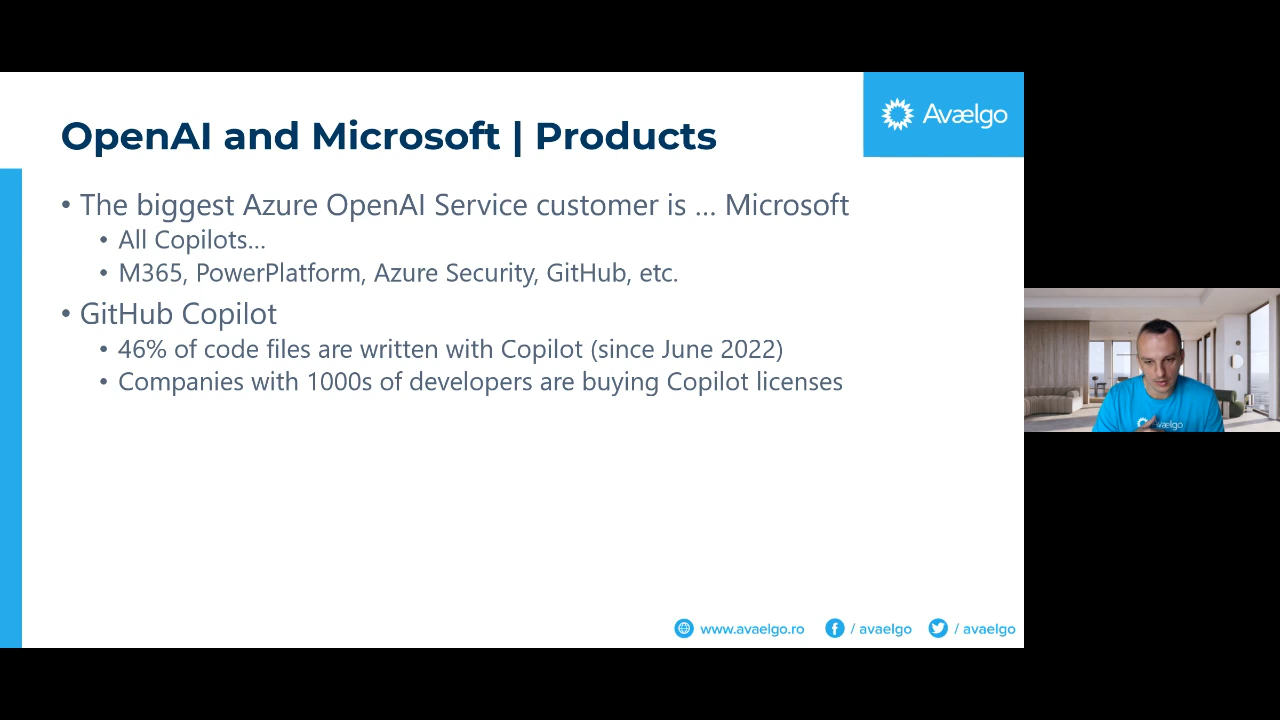 Avælgo
OpenAI and Microsoft | Products
• The biggest Azure OpenAI Service customer is ... Microsoft
• All Copilots...
• M365, PowerPlatform, Azure Security, GitHub, etc.
• GitHub Copilot
• 46% of code files are written with Copilot (since June 2022)
• Companies with 1000s of developers are buying Copilot licenses
Avælgo
www.avaelgo.ro / avaelgo / avaelgo